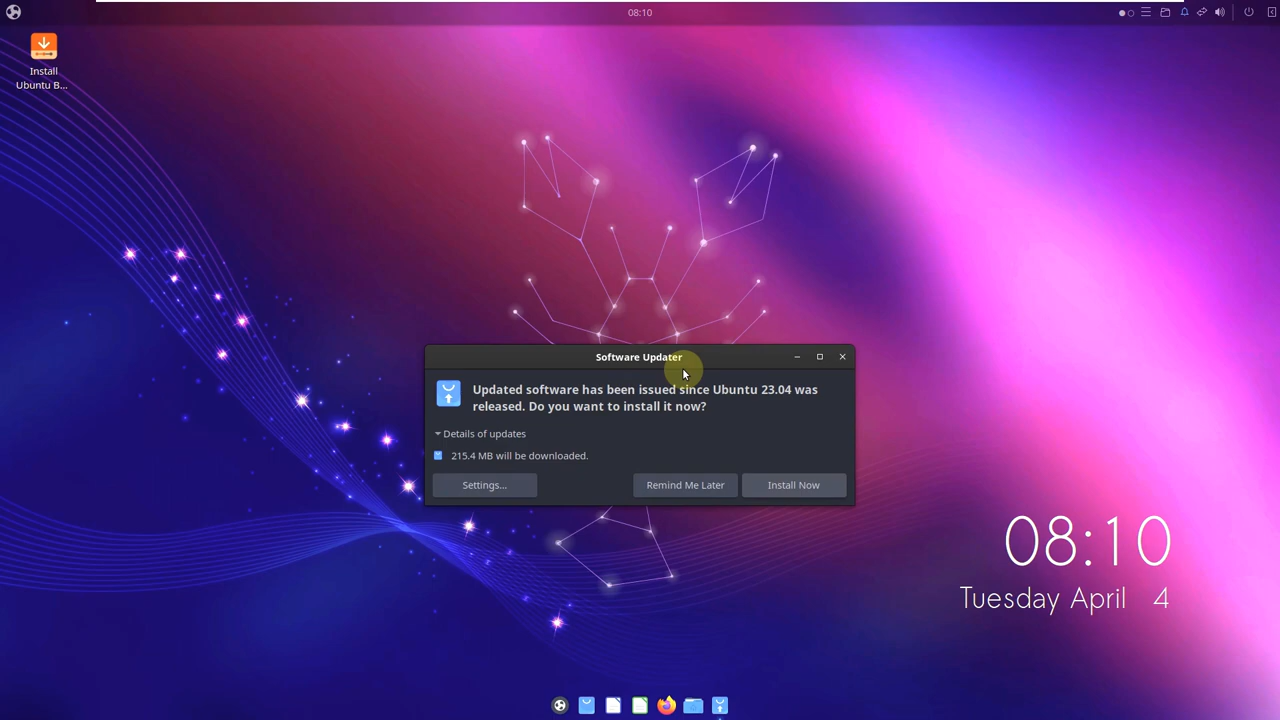 08:10
Install
Ubuntu B...
Software Updater
Updated software has been issued since Ubuntu 23.04 was
released. Do you want to install it now?
Details of updates
215.4 MB will be downloaded.
Settings...
Remind Me Later
Install Now
08:10
Tuesday April 4